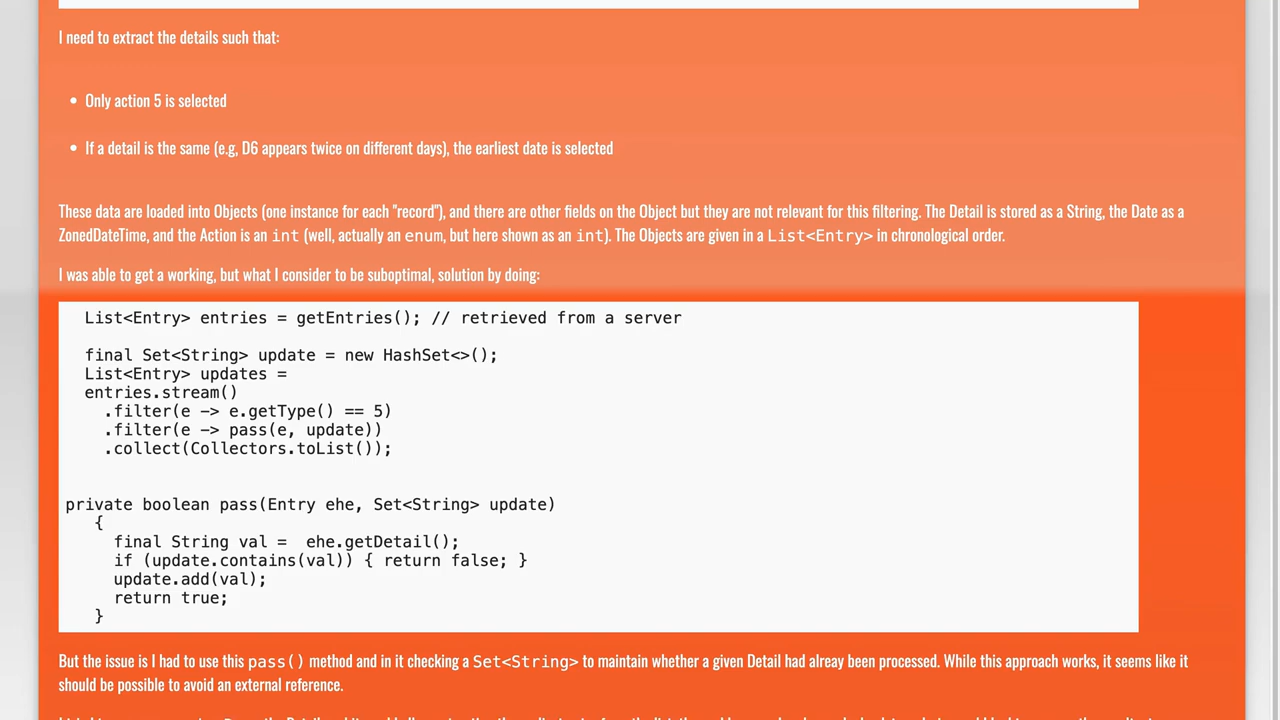 I need to extract the details such that:
• Only action 5 is selected
• If a detail is the same (e.g, D6 appears twice on different days), the earliest date is selected
These data are loaded into Objects (one instance for each "record"), and there are other fields on the Object but they are not relevant for this filtering. The Detail is stored as a String, the Date as a
ZonedDateTime, and the Action is an int (well, actually an enum, but here shown as an int). The Objects are given in a List<Entry> in chronological order.
I was able to get a working, but what I consider to be suboptimal, solution by doing:
List<Entry> entries = getEntries(); // retrieved from a server
final Set<String> update = new HashSet<>();
List<Entry> updates =
entries.stream()
.filter(e -> e.getType() == 5)
.filter(e -> pass(e, update))
.collect(Collectors.toList());
private boolean pass(Entry ehe, Set<String> update)
{
final String val =  ehe.getDetail();
if (update.contains(val)) { return false; }
update.add(val);
return true;
}
But the issue is I had to use this pass() method and in it checking a Set<String> to maintain whether a given Detail had alreay been processed. While this approach works, it seems like it
should be possible to avoid an external reference.